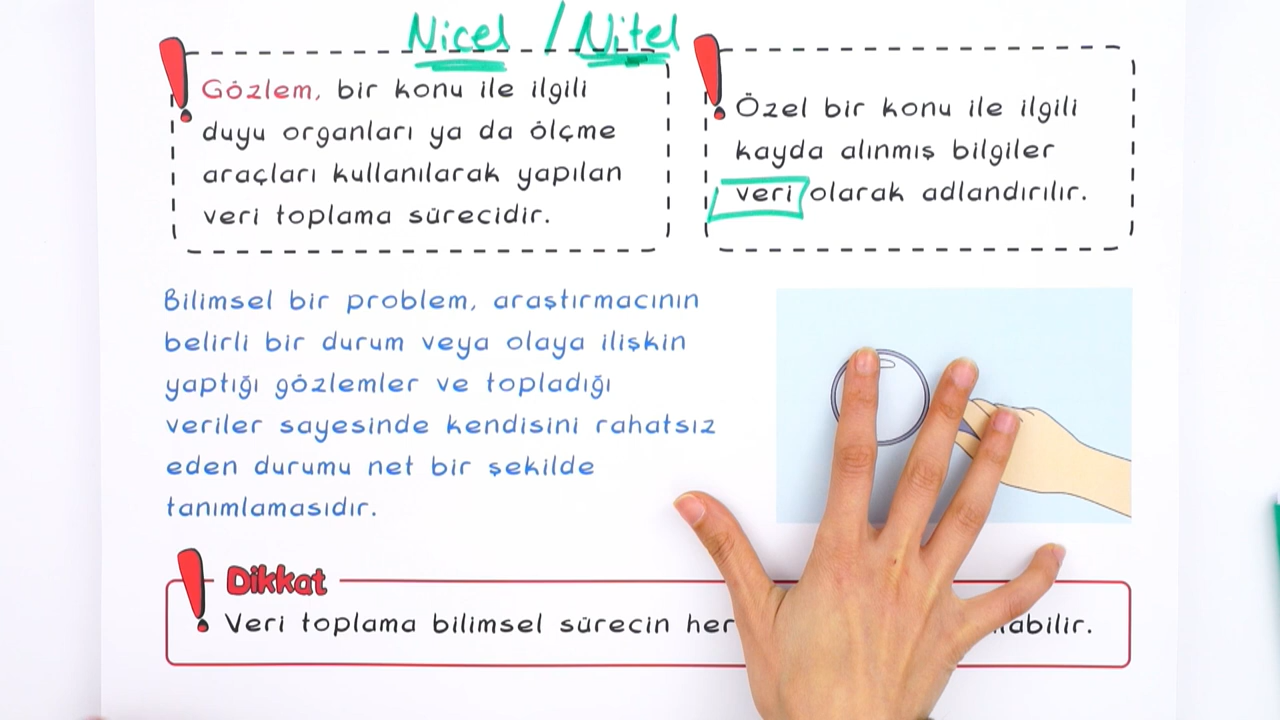 Nicel / Nitel
Gözlem, bir konu ile ilgili
duyu organları ya da ölçme
araçları kullanılarak yapılan
veri toplama sürecidir.
Özel bir konu ile ilgili
kayda alınmış bilgiler
veri olarak adlandırılır.
Bilimsel bir problem, araştırmacının
belirli bir durum veya olaya ilişkin
yaptığı gözlemler ve topladığı
veriler sayesinde kendisini rahatsız
eden durumu net bir şekilde
tanımlamasıdır.
Dikkat
Veri toplama bilimsel sürecin her